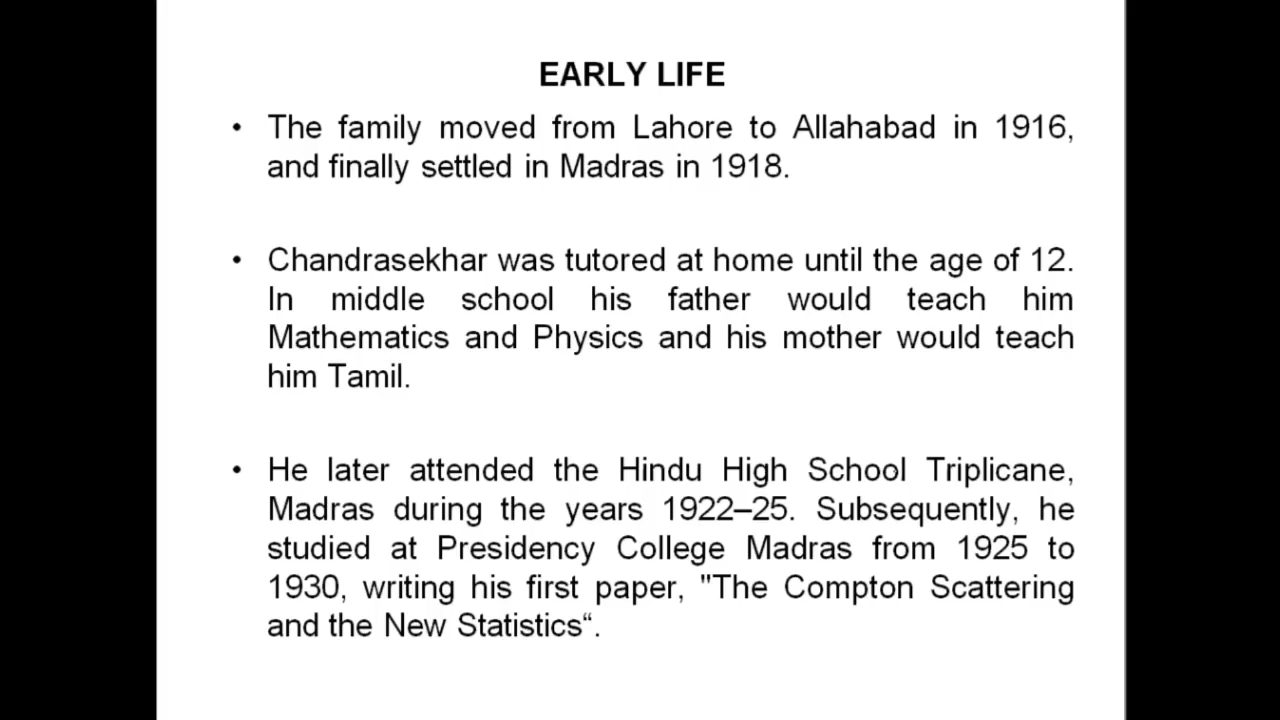 EARLY LIFE
• The family moved from Lahore to Allahabad in 1916,
and finally settled in Madras in 1918.
• Chandrasekhar was tutored at home until the age of 12.
In middle school his father would teach him
Mathematics and Physics and his mother would teach
him Tamil.
• He later attended the Hindu High School Triplicane,
Madras during the years 1922–25. Subsequently, he
studied at Presidency College Madras from 1925 to
1930, writing his first paper, "The Compton Scattering
and the New Statistics“.